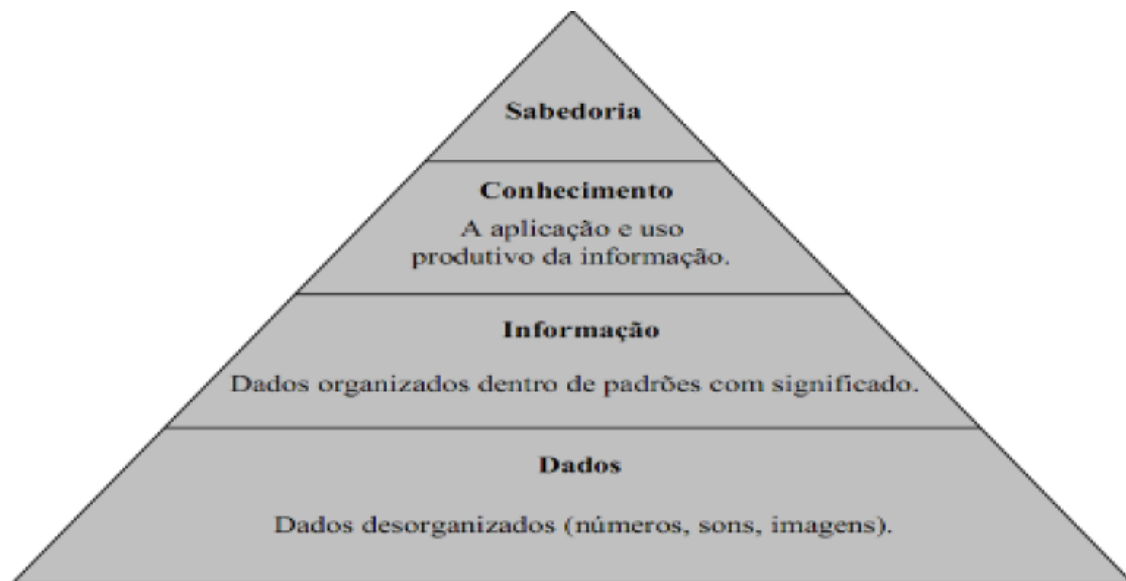 Sabedoria
Conhecimento
A aplicação e uso
produtivo da informação.
Informação
Dados organizados dentro de padrões com significado.
Dados
Dados desorganizados (números, sons, imagens).